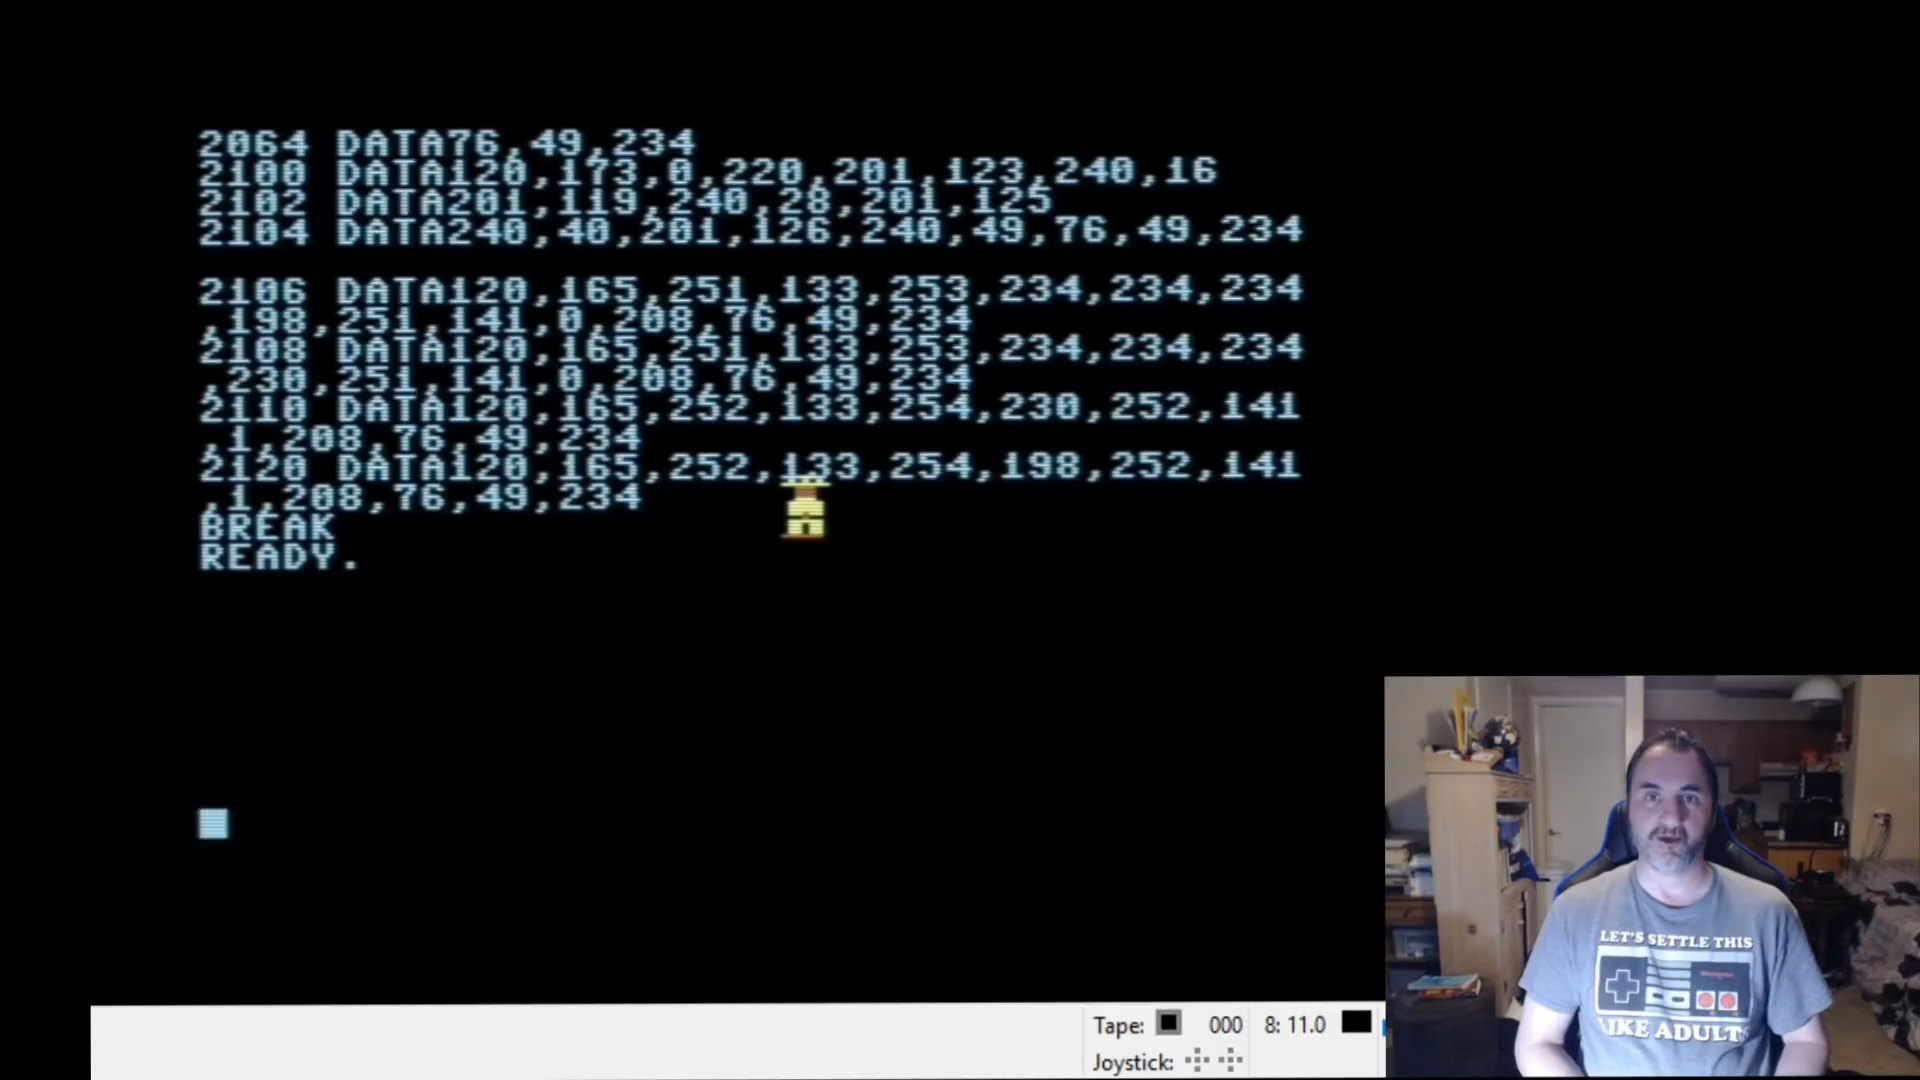 2064 DATA76,49,234
2100 DATA120,173,0,220,201,123,240,16
2102 DATA201,119,240,28,201,125
2104 DATA240,40,201,126,240,49,76,49,234
2106 DATA120,165,251,133,253,234,234,234
,198,251,141,0,208,76,49,234
2108 DATA120,165,251,133,253,234,234,234
,230,251,141,0,208,76,49,234
2110 DATA120,165,252,133,254,230,252,141
,1,208,76,49,234
2120 DATA120,165,252,133,254,198,252,141
,1,208,76,49,234
BREAK
READY.
Tape: 000 8: 11.0
Joystick:
LET'S SETTLE THIS
LIKE ADULTS